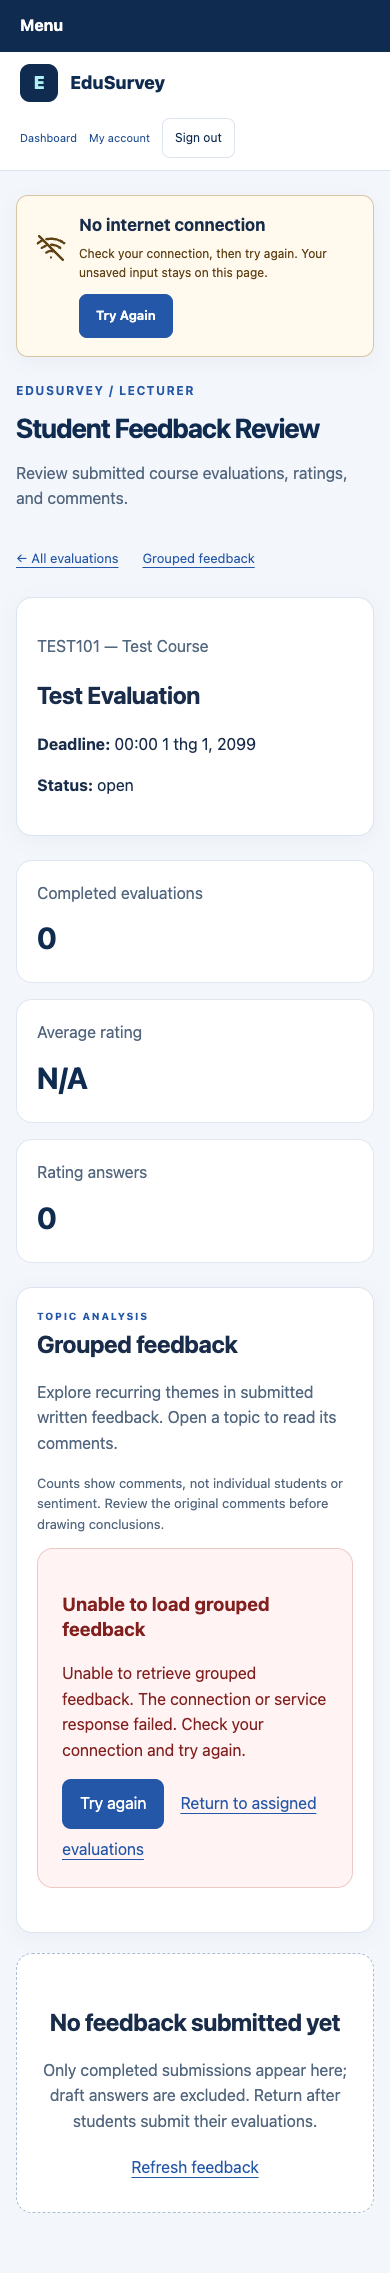 Menu
E EduSurvey
Dashboard My account Sign out
No internet connection
Check your connection, then try again. Your
unsaved input stays on this page.
Try Again
EDUSURVEY / LECTURER
Student Feedback Review
Review submitted course evaluations, ratings,
and comments.
← All evaluations Grouped feedback
TEST101 — Test Course
Test Evaluation
Deadline: 00:00 1 thg 1, 2099
Status: open
Completed evaluations
0
Average rating
N/A
Rating answers
0
TOPIC ANALYSIS
Grouped feedback
Explore recurring themes in submitted
written feedback. Open a topic to read its
comments.
Counts show comments, not individual students or
sentiment. Review the original comments before
drawing conclusions.
Unable to load grouped
feedback
Unable to retrieve grouped
feedback. The connection or service
response failed. Check your
connection and try again.
Try again Return to assigned
evaluations
No feedback submitted yet
Only completed submissions appear here;
draft answers are excluded. Return after
students submit their evaluations.
Refresh feedback